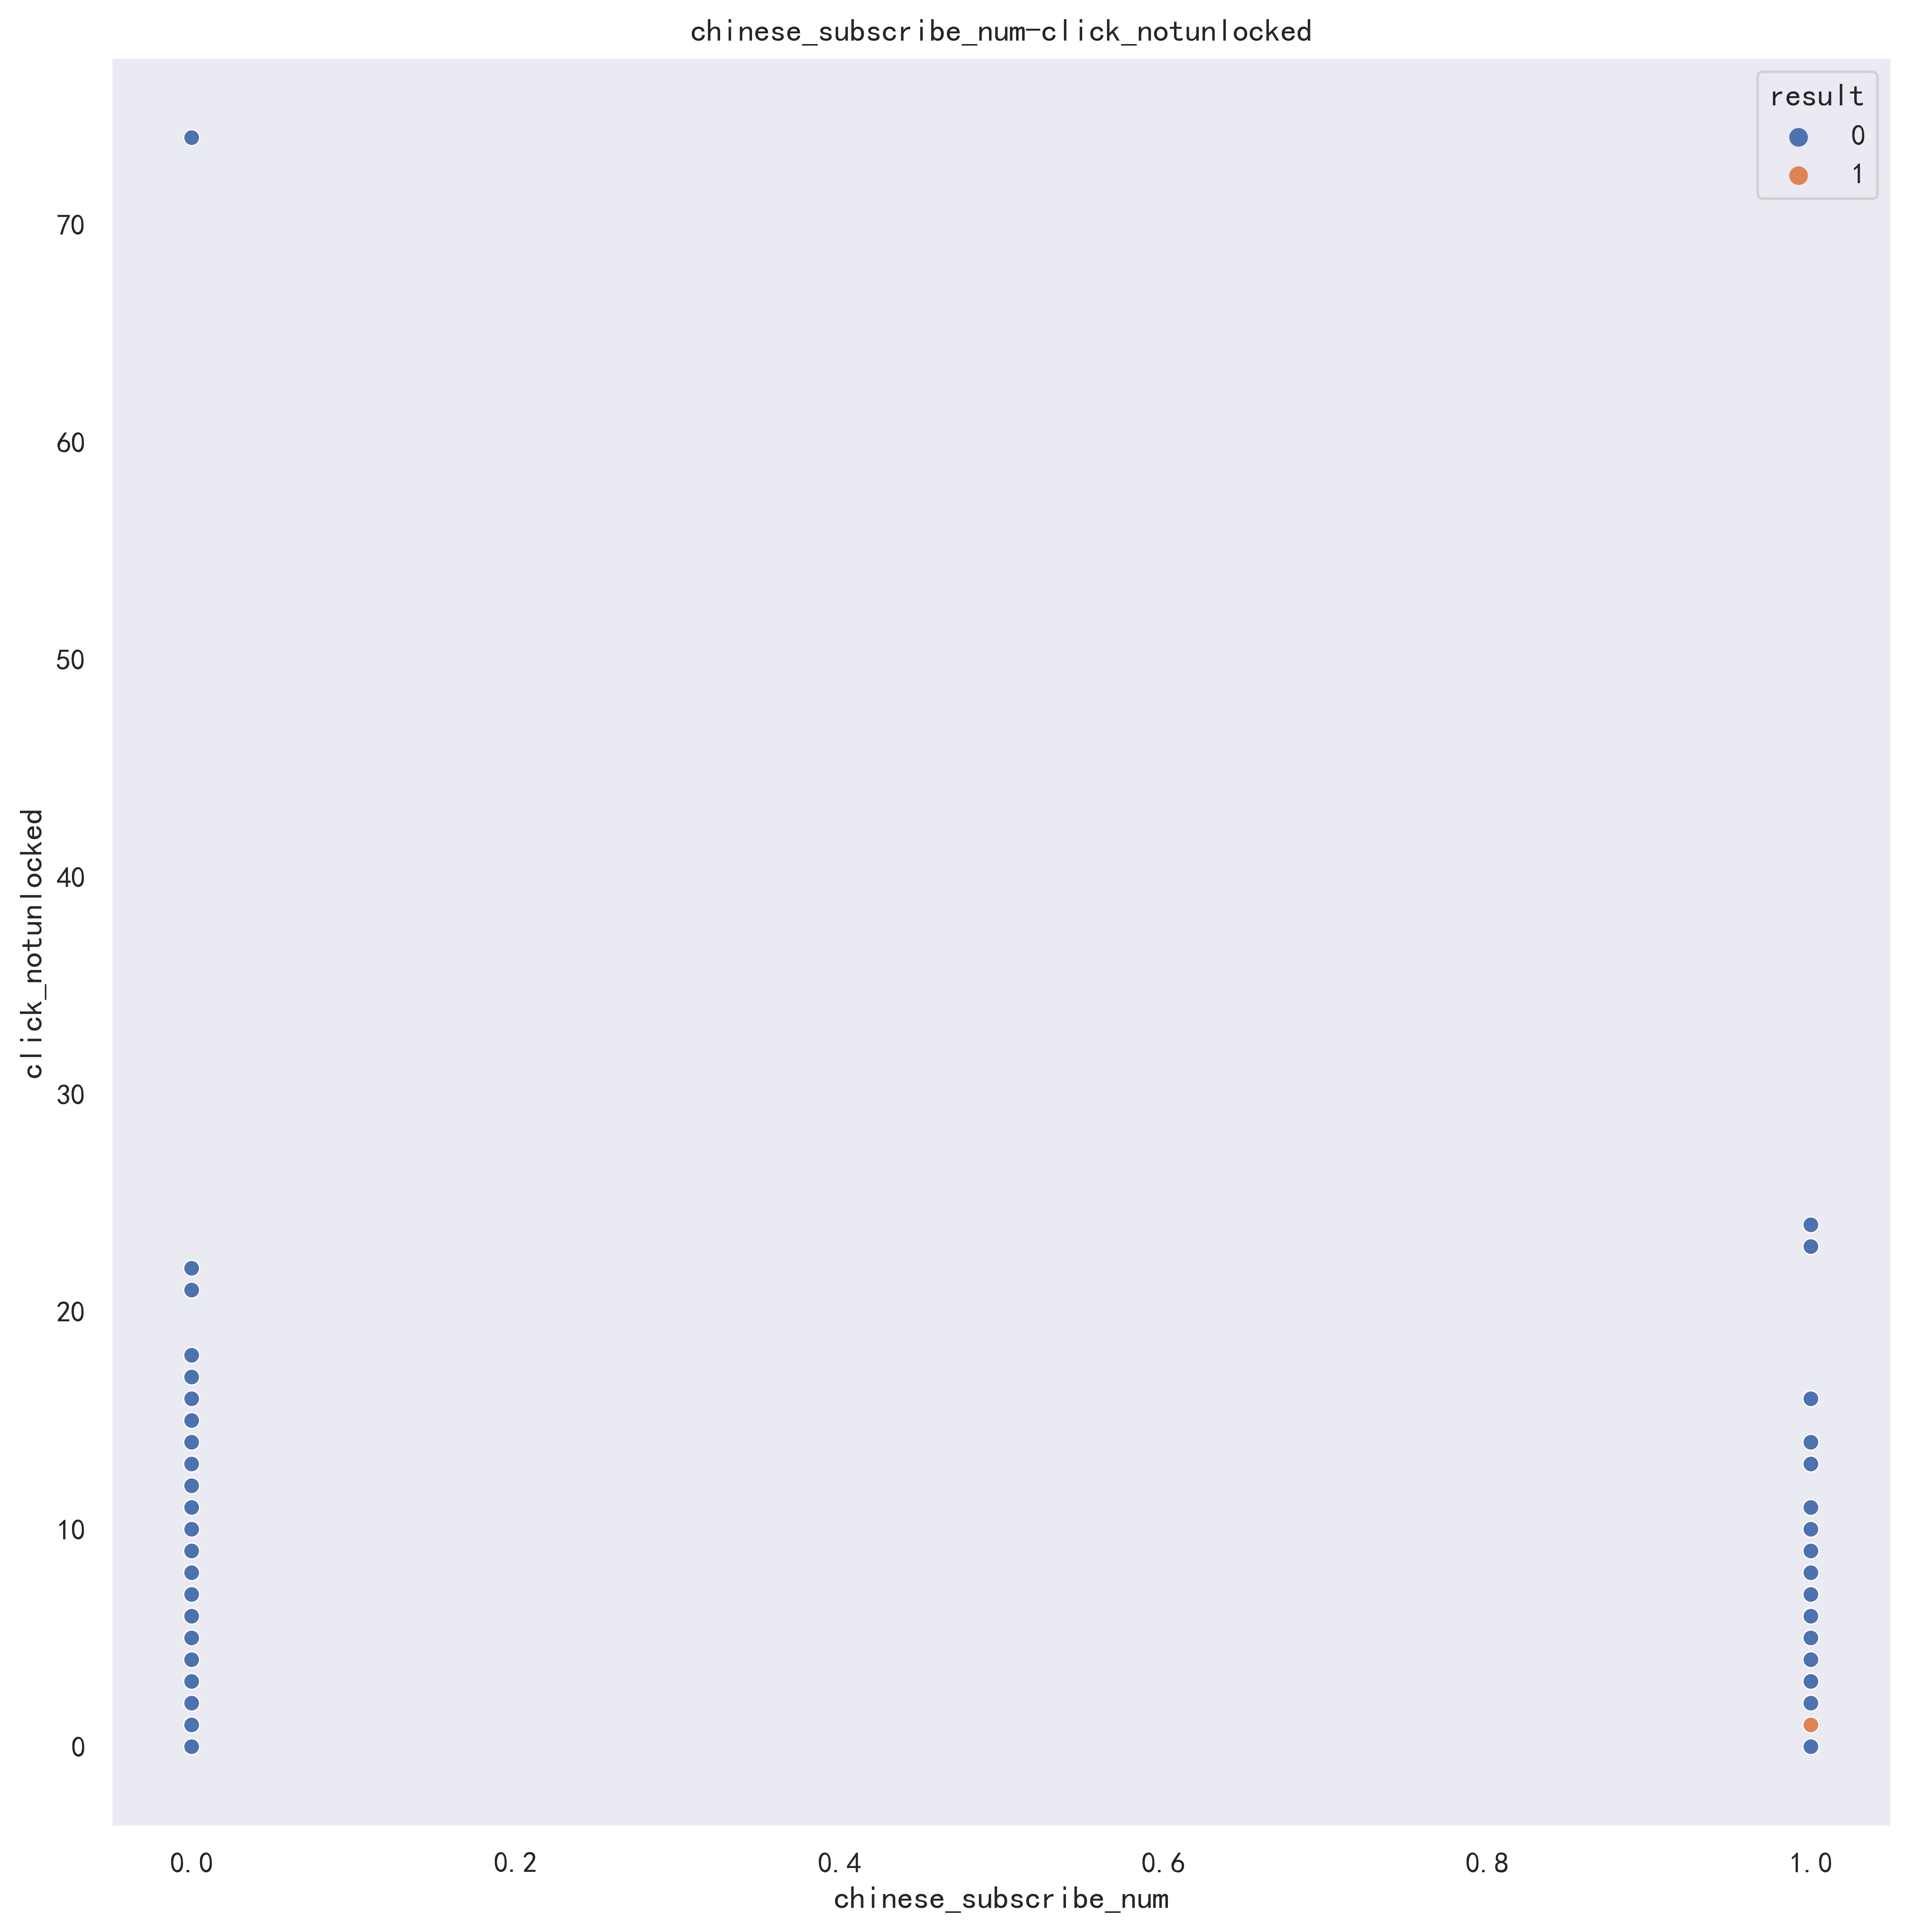 chinese_subscribe_num-click_notunlocked
result
0
1
70
60
50
40
30
20
10
0
click_notunlocked
0.0 0.2 0.4 0.6 0.8 1.0
chinese_subscribe_num